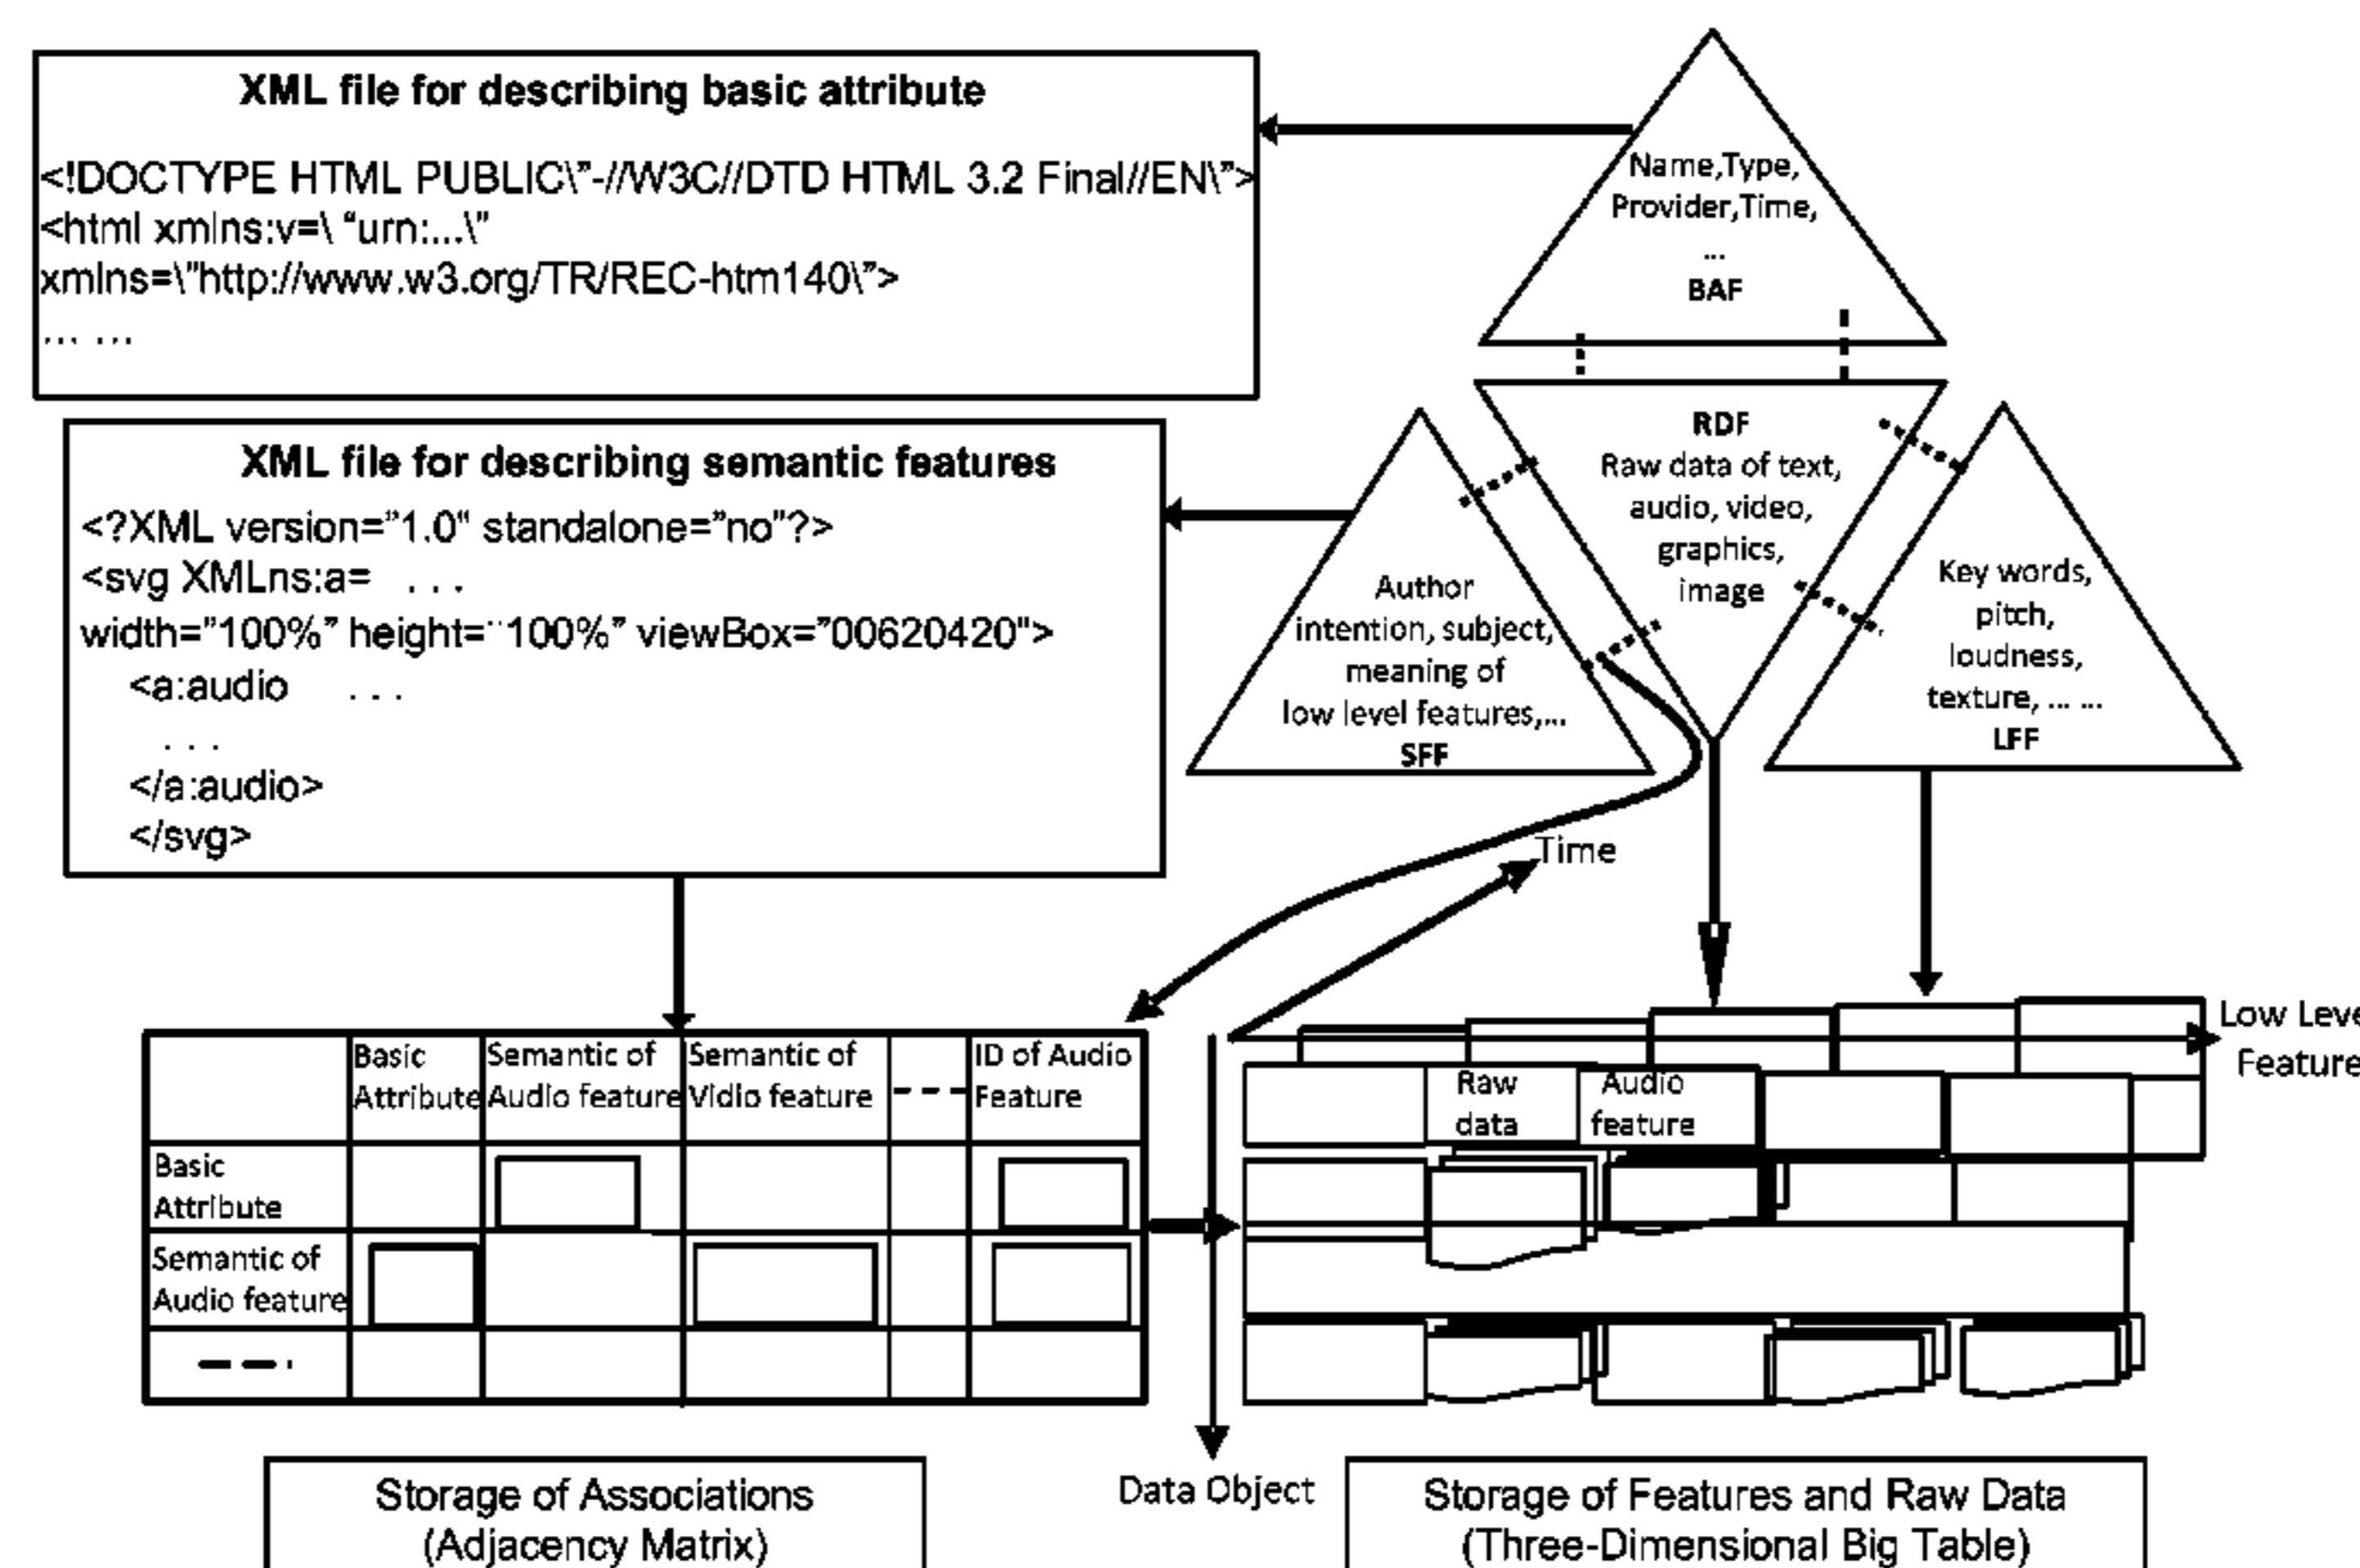 XML file for describing basic attribute
<!DOCTYPE HTML PUBLIC\"-//W3C//DTD HTML 3.2 Final//EN\">
<html xmlns:v=\ "urn:...\"
xmlns=\"http://www.w3.org/TR/REC-htm140\">
... ...
Name,Type,
Provider,Time,
...
BAF
XML file for describing semantic features
<?XML version="1.0" standalone="no"?>
<svg XMLns:a= . . .
width="100%" height="100%" viewBox="00620420">
<a:audio . . .
. . .
</a:audio>
</svg>
RDF
Raw data of text,
audio, video,
graphics,
image
Author
intention, subject,
meaning of
low level features,...
SFF
Key words,
pitch,
loudness,
texture, ... ...
LFF
Time
Basic
Attribute
Semantic of
Audio feature
Semantic of
Vidio feature
ID of Audio
Feature
Basic
Attribute
Semantic of
Audio feature
Low Leve
Feature
Raw
data
Audio
feature
Data Object
Storage of Associations
(Adjacency Matrix)
Storage of Features and Raw Data
(Three-Dimensional Big Table)